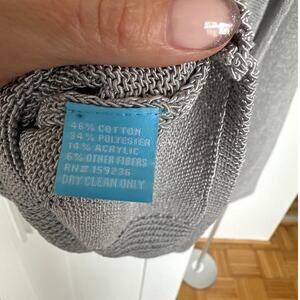 46% COTTON
34% POLYESTER
14% ACRYLIC
6% OTHER FIBERS
RN# 159236
DRY CLEAN ONLY